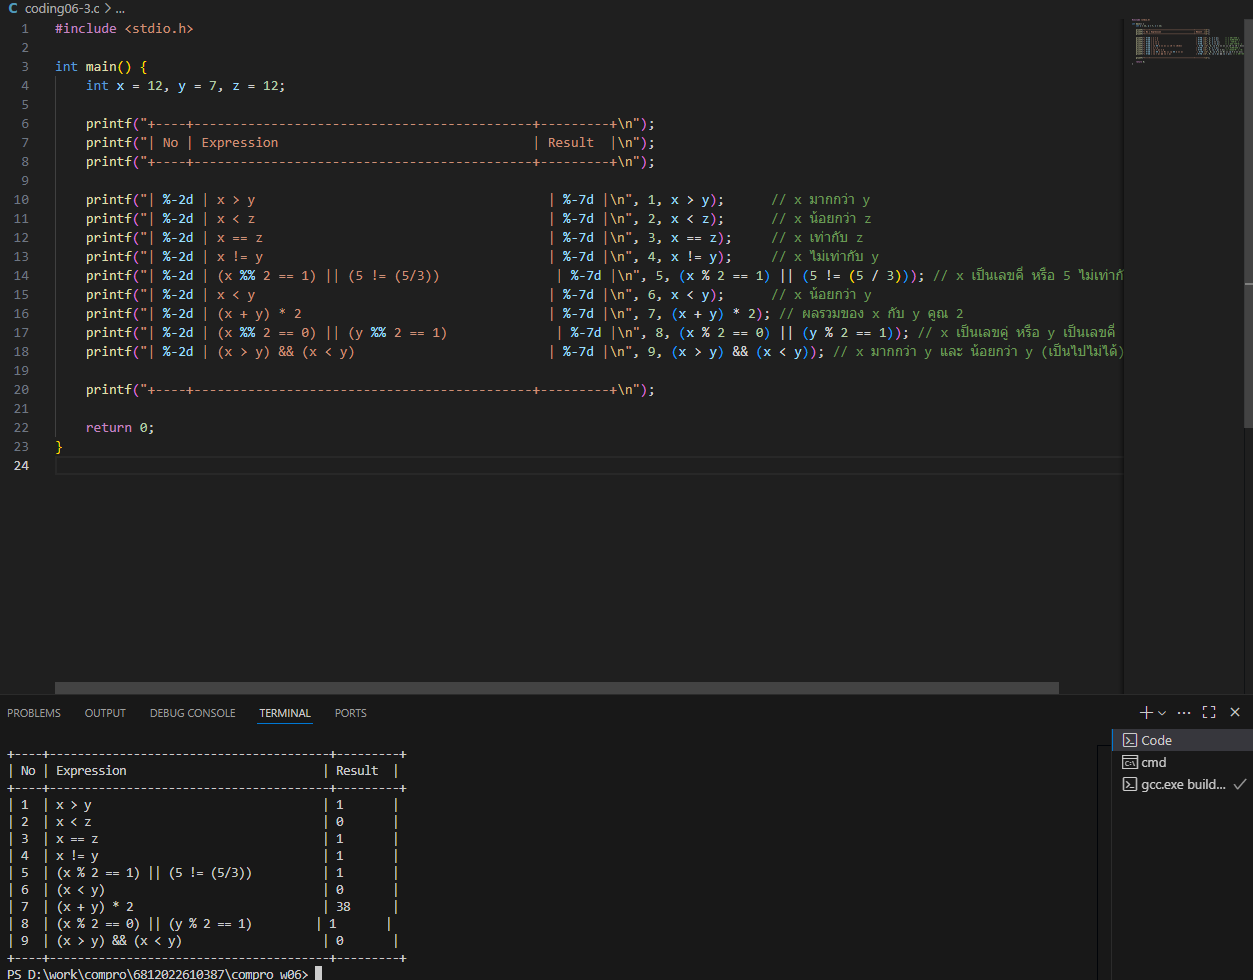 C coding06-3.c > ...
1 #include <stdio.h>
2
3 int main() {
4     int x = 12, y = 7, z = 12;
5
6     printf("+----+--------------------------------------------+---------+\n");
7     printf("| No | Expression                                 | Result  |\n");
8     printf("+----+--------------------------------------------+---------+\n");
9
10     printf("| %-2d | x > y                                      | %-7d |\n", 1, x > y);      // x มากกว่า y
11     printf("| %-2d | x < z                                      | %-7d |\n", 2, x < z);      // x น้อยกว่า z
12     printf("| %-2d | x == z                                     | %-7d |\n", 3, x == z);     // x เท่ากับ z
13     printf("| %-2d | x != y                                     | %-7d |\n", 4, x != y);     // x ไม่เท่ากับ y
14     printf("| %-2d | (x %% 2 == 1) || (5 != (5/3))               | %-7d |\n", 5, (x % 2 == 1) || (5 != (5 / 3))); // x เป็นเลขคี่ หรือ 5 ไม่เท่ากั
15     printf("| %-2d | x < y                                      | %-7d |\n", 6, x < y);      // x น้อยกว่า y
16     printf("| %-2d | (x + y) * 2                                | %-7d |\n", 7, (x + y) * 2); // ผลรวมของ x กับ y คูณ 2
17     printf("| %-2d | (x %% 2 == 0) || (y %% 2 == 1)              | %-7d |\n", 8, (x % 2 == 0) || (y % 2 == 1)); // x เป็นเลขคู่ หรือ y เป็นเลขคี่
18     printf("| %-2d | (x > y) && (x < y)                         | %-7d |\n", 9, (x > y) && (x < y)); // x มากกว่า y และ น้อยกว่า y (เป็นไปไม่ได้)
19
20     printf("+----+--------------------------------------------+---------+\n");
21
22     return 0;
23 }
24
PROBLEMS OUTPUT DEBUG CONSOLE TERMINAL PORTS
+----+----------------------------------------+---------+
| No | Expression                             | Result  |
+----+----------------------------------------+---------+
| 1  | x > y                                  | 1       |
| 2  | x < z                                  | 0       |
| 3  | x == z                                 | 1       |
| 4  | x != y                                 | 1       |
| 5  | (x % 2 == 1) || (5 != (5/3))           | 1       |
| 6  | (x < y)                                | 0       |
| 7  | (x + y) * 2                            | 38      |
| 8  | (x % 2 == 0) || (y % 2 == 1)         | 1       |
| 9  | (x > y) && (x < y)                     | 0       |
+----+----------------------------------------+---------+
PS D:\work\compro\6812022610387\compro_w06>
Code
cmd
gcc.exe build...